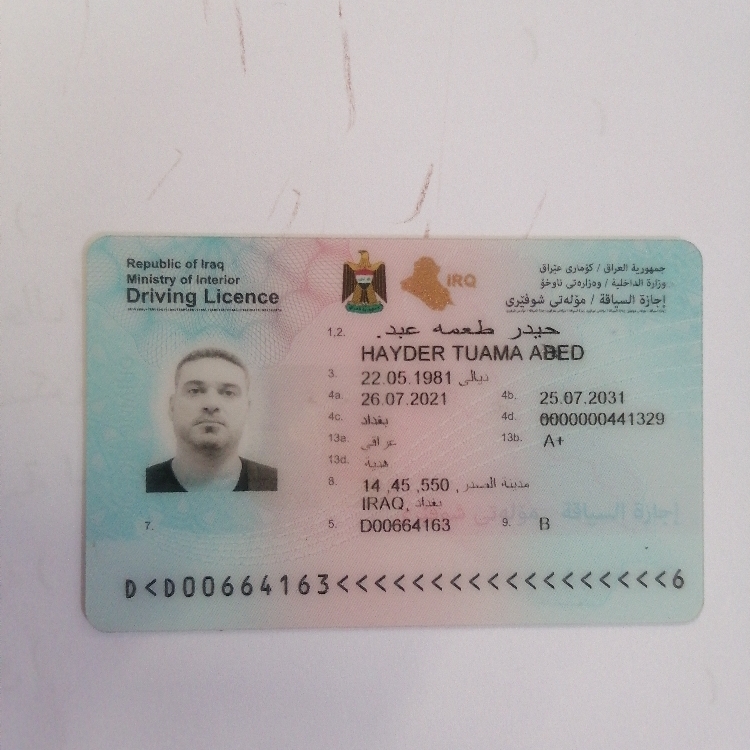 Republic of Iraq
Ministry of Interior
Driving Licence
IRQ
جمهورية العراق / كۆماری عێراق
وزارة الداخلية / وەزارەتی ناوخۆ
إجازة السياقة / مۆڵەتی شوفێری
1,2. حيدر طعمه عبد.
HAYDER TUAMA ABED
3. 22.05.1981 ديالى
4a. 26.07.2021 4b. 25.07.2031
4c. بغداد 4d. 0000000441329
13a. عراقي 13b. A+
13d. هدية
8. 14 ,45 ,550 , مدينة الصدر
IRAQ, بغداد
إجازة السياقة
7. 5. D00664163 9. B
D<D00664163<<<<<<<<<<<<<<<<<<6